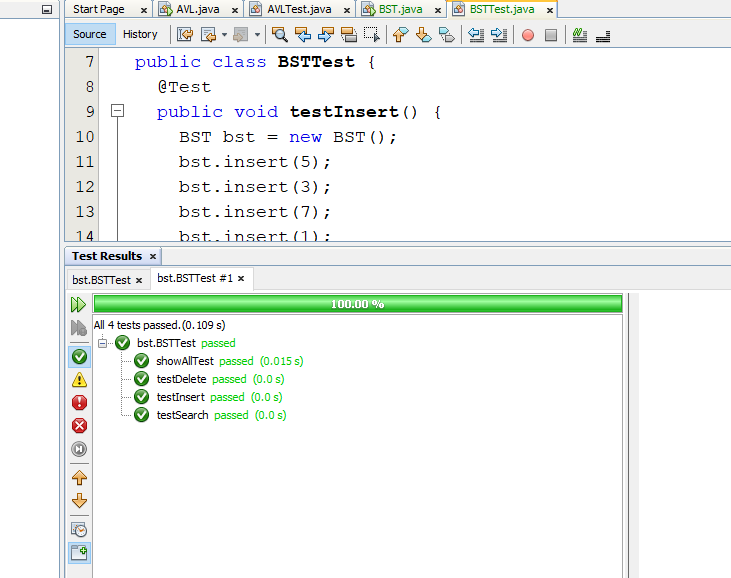 Start Page × AVL.java × AVLTest.java × BST.java × BSTTest.java ×
Source History
7 public class BSTTest {
8 @Test
9 public void testInsert() {
10 BST bst = new BST();
11 bst.insert(5);
12 bst.insert(3);
13 bst.insert(7);
14 bst.insert(1);
Test Results ×
bst.BSTTest × bst.BSTTest #1 ×
100.00 %
All 4 tests passed.(0.109 s)
bst.BSTTest passed
showAllTest passed (0.015 s)
testDelete passed (0.0 s)
testInsert passed (0.0 s)
testSearch passed (0.0 s)